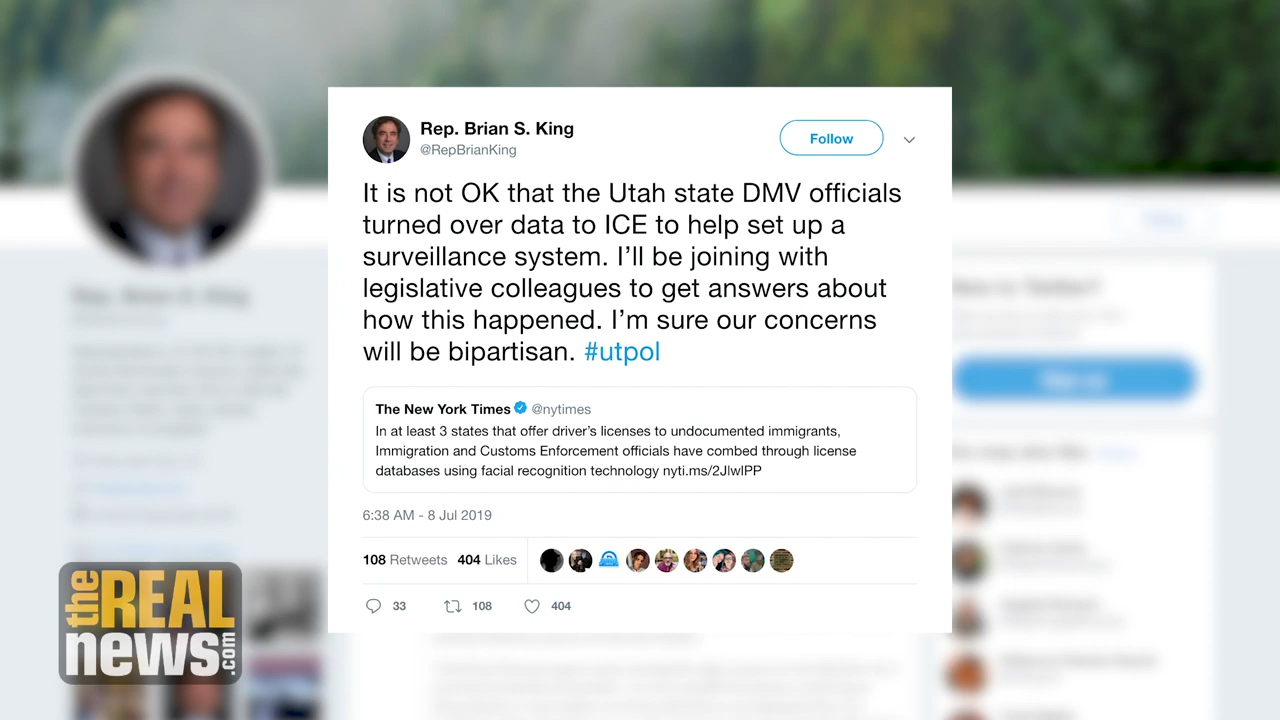 Rep. Brian S. King
@RepBrianKing
Follow
It is not OK that the Utah state DMV officials
turned over data to ICE to help set up a
surveillance system. I’ll be joining with
legislative colleagues to get answers about
how this happened. I’m sure our concerns
will be bipartisan. #utpol
The New York Times @nytimes
In at least 3 states that offer driver’s licenses to undocumented immigrants,
Immigration and Customs Enforcement officials have combed through license
databases using facial recognition technology nyti.ms/2JlwlPP
6:38 AM - 8 Jul 2019
108 Retweets 404 Likes
33 108 404
the REAL
news.com